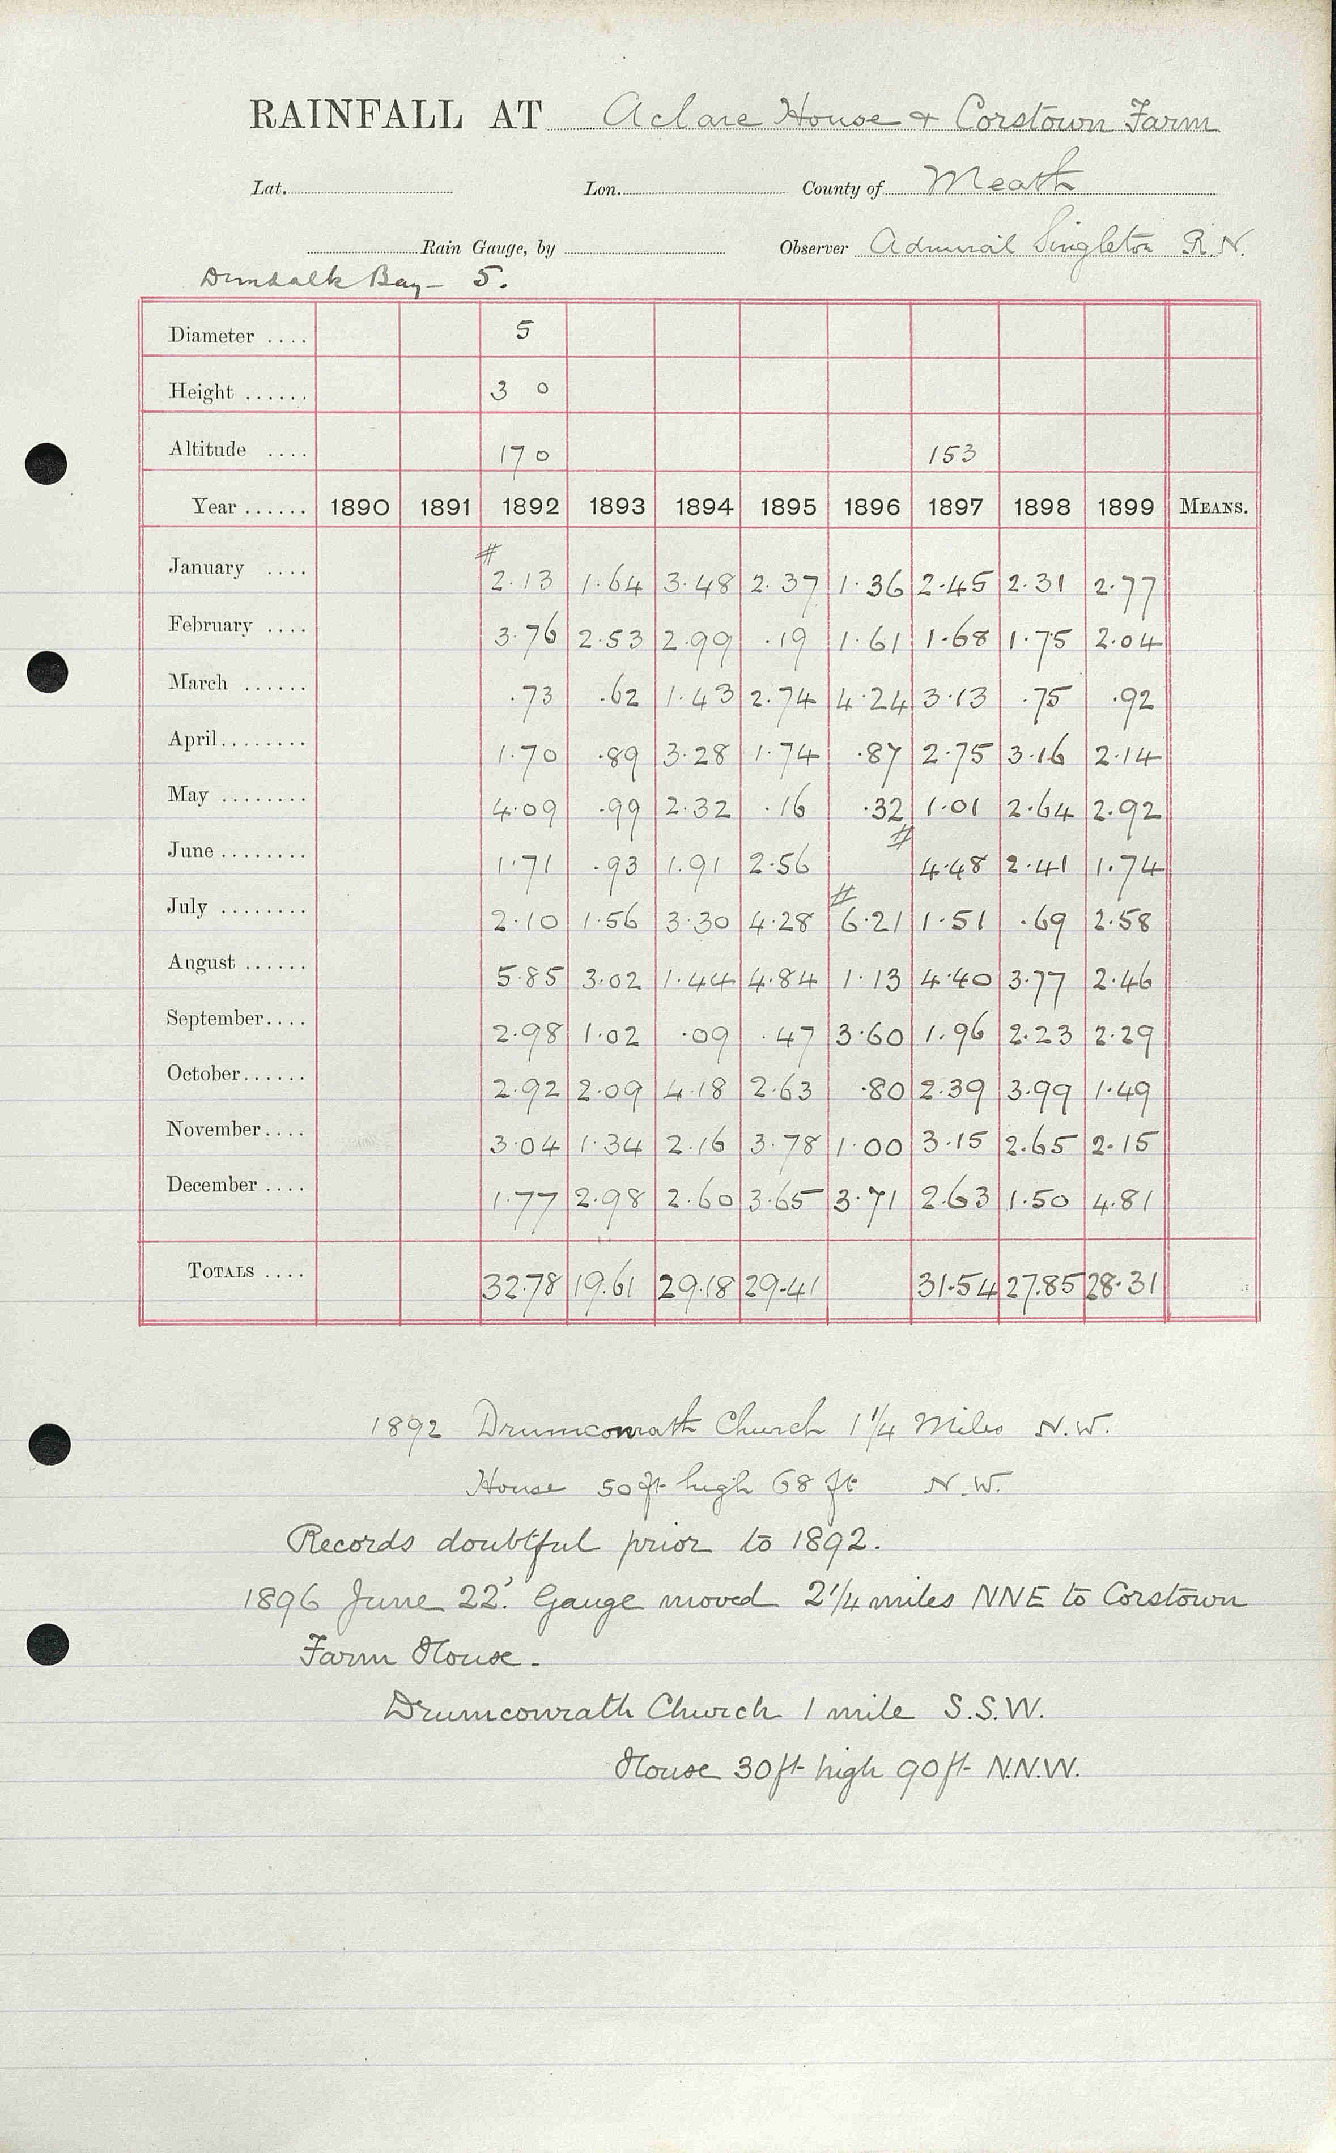 RAINFALL AT Aclare House & Corstown Farm
Lat. Lon. County of Meath
Rain Gauge, by Observer Admiral Singleton R.N.
Dundalk Bay - 5.
Diameter .... 5
Height ...... 3 0
Altitude .... 170 153
Year ...... 1890 1891 1892 1893 1894 1895 1896 1897 1898 1899 MEANS.
January .... # 2.13 1.64 3.48 2.37 1.36 2.45 2.31 2.77
February .... 3.76 2.53 2.99 .19 1.61 1.68 1.75 2.04
March ...... .73 .62 1.43 2.74 4.24 3.13 .75 .92
April........ 1.70 .89 3.28 1.74 .87 2.75 3.16 2.14
May ........ 4.09 .99 2.32 .16 .32 1.01 2.64 2.92
June ........ 1.71 .93 1.91 2.56 # 4.48 2.41 1.74
July ........ 2.10 1.56 3.30 4.28 # 6.21 1.51 .69 2.58
August ...... 5.85 3.02 1.44 4.84 1.13 4.40 3.77 2.46
September.... 2.98 1.02 .09 .47 3.60 1.96 2.23 2.29
October...... 2.92 2.09 4.18 2.63 .80 2.39 3.99 1.49
November.... 3.04 1.34 2.16 3.78 1.00 3.15 2.65 2.15
December .... 1.77 2.98 2.60 3.65 3.71 2.63 1.50 4.81
TOTALS .... 32.78 19.61 29.18 29.41 31.54 27.85 28.31
1892 Drumconrath Church 1 1/4 Miles N.W.
House 50 ft high 68 ft N.W.
Records doubtful prior to 1892.
1896 June 22. Gauge moved 2 1/4 miles NNE to Corstown
Farm House.
Drumconrath Church 1 mile S.S.W.
House 30 ft high 90 ft N.N.W.